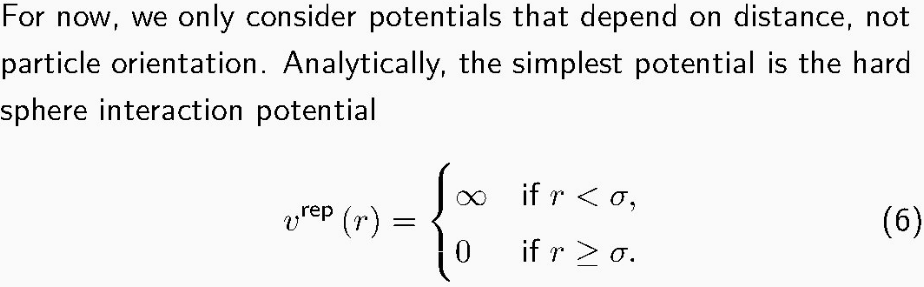 For now, we only consider potentials that depend on distance, not
particle orientation. Analytically, the simplest potential is the hard
sphere interaction potential
v^rep (r) = { ∞ if r < σ,
0 if r ≥ σ. (6)